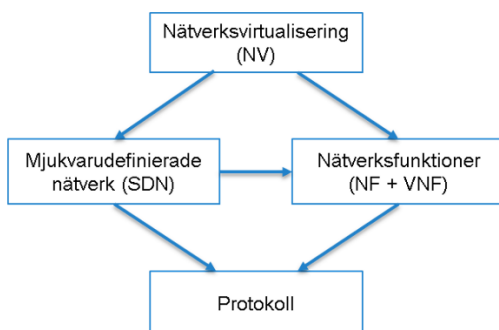 Nätverksvirtualisering
(NV)
Mjukvarudefinierade
nätverk (SDN)
Nätverksfunktioner
(NF + VNF)
Protokoll